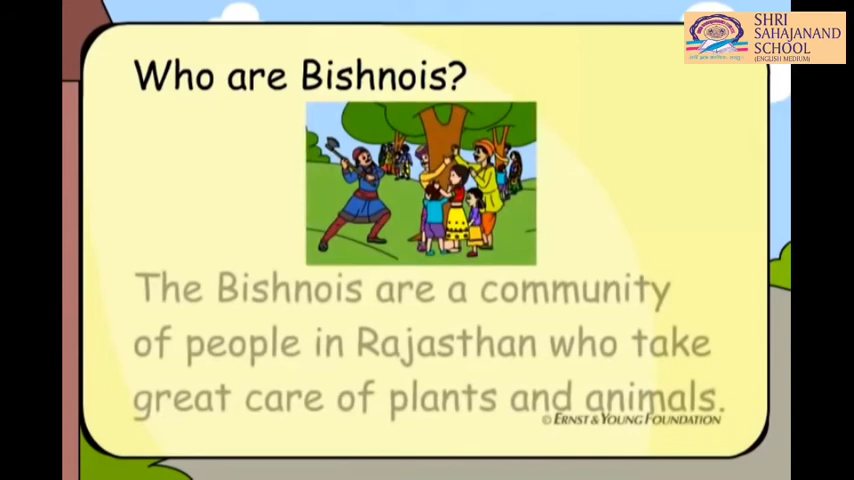 SHRI
SAHAJANAND
SCHOOL
(ENGLISH MEDIUM)
Who are Bishnois?
The Bishnois are a community
of people in Rajasthan who take
great care of plants and animals.
© ERNST & YOUNG FOUNDATION